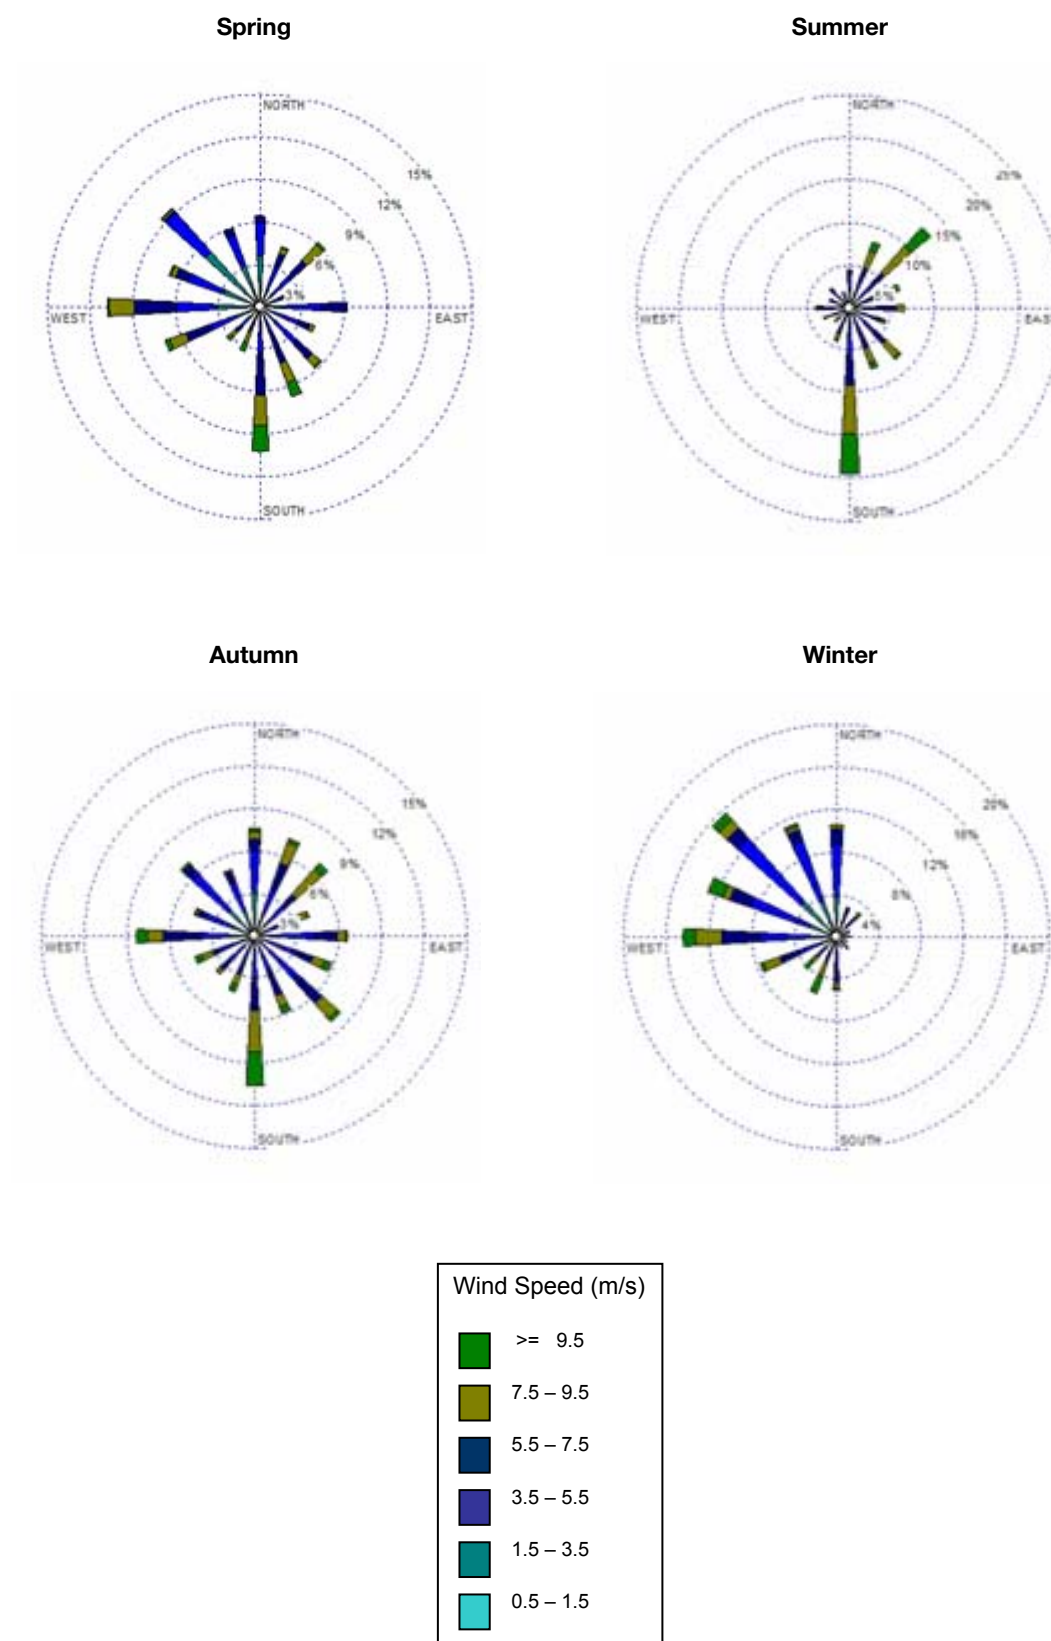 Spring
Summer
NORTH
15%
12%
9%
6%
3%
WEST
EAST
SOUTH
NORTH
25%
20%
15%
10%
5%
WEST
EAS
SOUTH
Autumn
Winter
NORTH
15%
12%
9%
6%
3%
WEST
EAST
SOUTH
NORTH
20%
16%
12%
8%
4%
WEST
EAST
SOUTH
Wind Speed (m/s)
>= 9.5
7.5 – 9.5
5.5 – 7.5
3.5 – 5.5
1.5 – 3.5
0.5 – 1.5